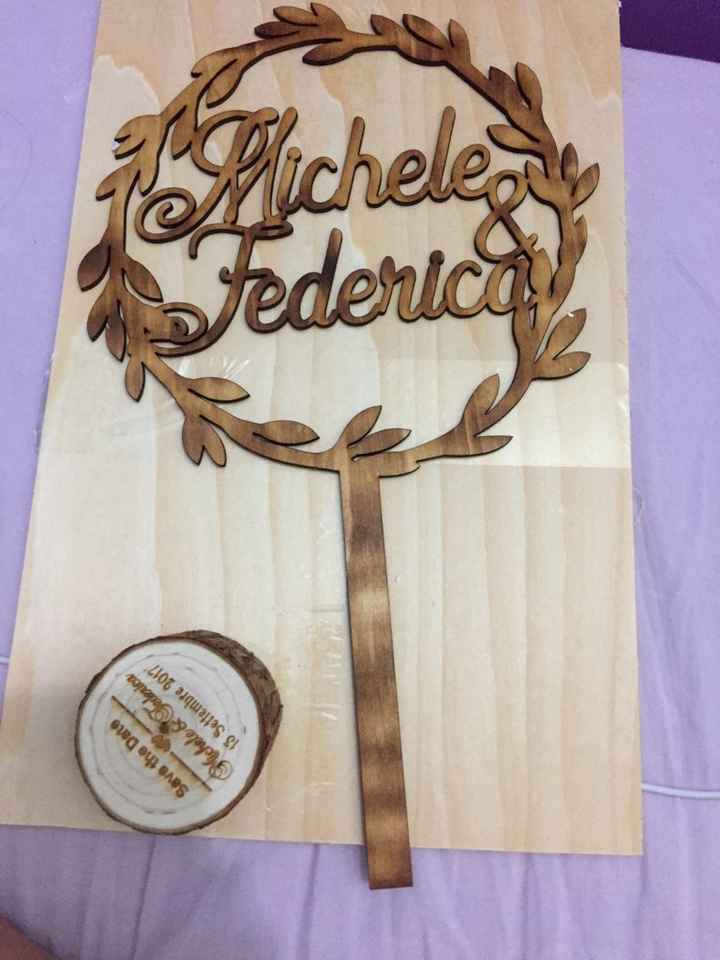 Michele
&
Federica
Save the Date
Michele & Federica
13 Settembre 2017